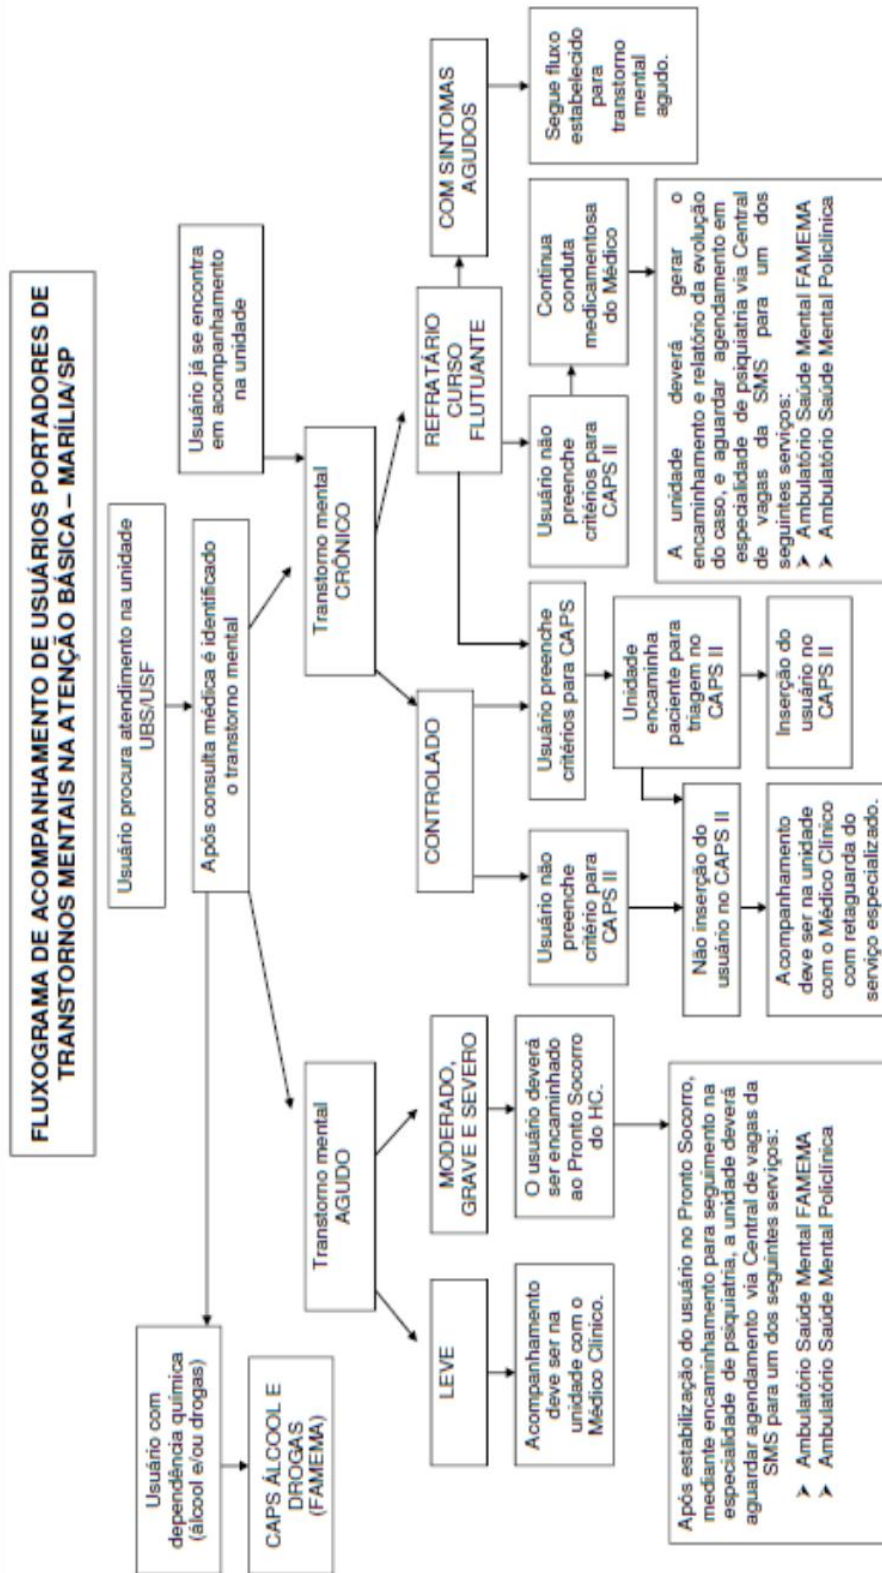 FLUXOGRAMA DE ACOMPANHAMENTO DE USUÁRIOS PORTADORES DE
TRANSTORNOS MENTAIS NA ATENÇÃO BÁSICA – MARÍLIA/SP
Usuário procura atendimento na unidade
UBS/USF
Após consulta médica é identificado
o transtorno mental
Usuário já se encontra
em acompanhamento
na unidade
Usuário com
dependência química
(álcool e/ou drogas)
CAPS ÁLCOOL E
DROGAS
(FAMEMA)
Transtorno mental
AGUDO
Transtorno mental
CRÔNICO
LEVE
Acompanhamento
deve ser na
unidade com o
Médico Clínico.
MODERADO,
GRAVE E SEVERO
O usuário deverá
ser encaminhado
ao Pronto Socorro
do HC.
Após estabilização do usuário no Pronto Socorro,
mediante encaminhamento para seguimento na
especialidade de psiquiatria, a unidade deverá
aguardar agendamento via Central de vagas da
SMS para um dos seguintes serviços:
➢ Ambulatório Saúde Mental FAMEMA
➢ Ambulatório Saúde Mental Policlínica
CONTROLADO
Usuário não
preenche
critério para
CAPS II
Usuário preenche
critérios para CAPS
Unidade
encaminha
paciente para
triagem no
CAPS II
Não inserção do
usuário no CAPS II
Inserção do
usuário no
CAPS II
Acompanhamento
deve ser na unidade
com o Médico Clínico
com retaguarda do
serviço especializado.
REFRATÁRIO
CURSO
FLUTUANTE
COM SINTOMAS
AGUDOS
Usuário não
preenche
critérios para
CAPS II
Continua
conduta
medicamentosa
do Médico
Segue fluxo
estabelecido
para
transtorno
mental
agudo.
A unidade deverá gerar o
encaminhamento e relatório da evolução
do caso, e aguardar agendamento em
especialidade de psiquiatria via Central
de vagas da SMS para um dos
seguintes serviços:
➢ Ambulatório Saúde Mental FAMEMA
➢ Ambulatório Saúde Mental Policlínica